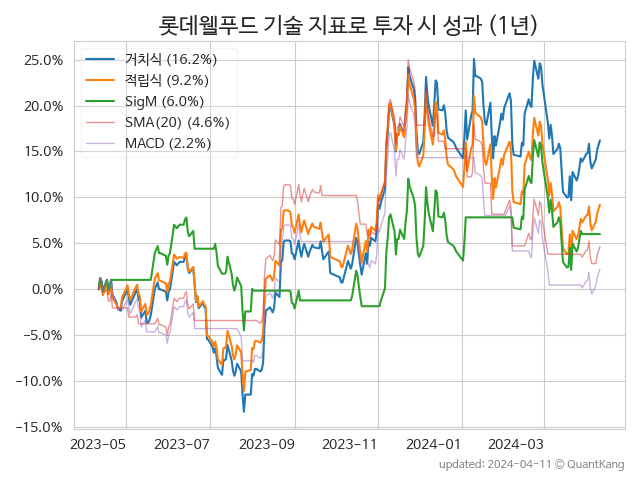 롯데웰푸드 기술 지표로 투자 시 성과 (1년)
25.0%
20.0%
15.0%
10.0%
5.0%
0.0%
−5.0%
−10.0%
−15.0%
거치식 (16.2%)
적립식 (9.2%)
SigM (6.0%)
SMA(20) (4.6%)
MACD (2.2%)
2023-05
2023-07
2023-09
2023-11
2024-01
2024-03
updated: 2024-04-11 © QuantKang